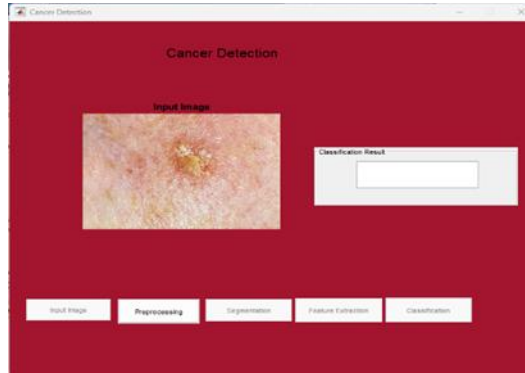 Cancer Detection
Cancer Detection
Input Image
Classification Result
Input Image
Preprocessing
Segmentation
Feature Extraction
Classification